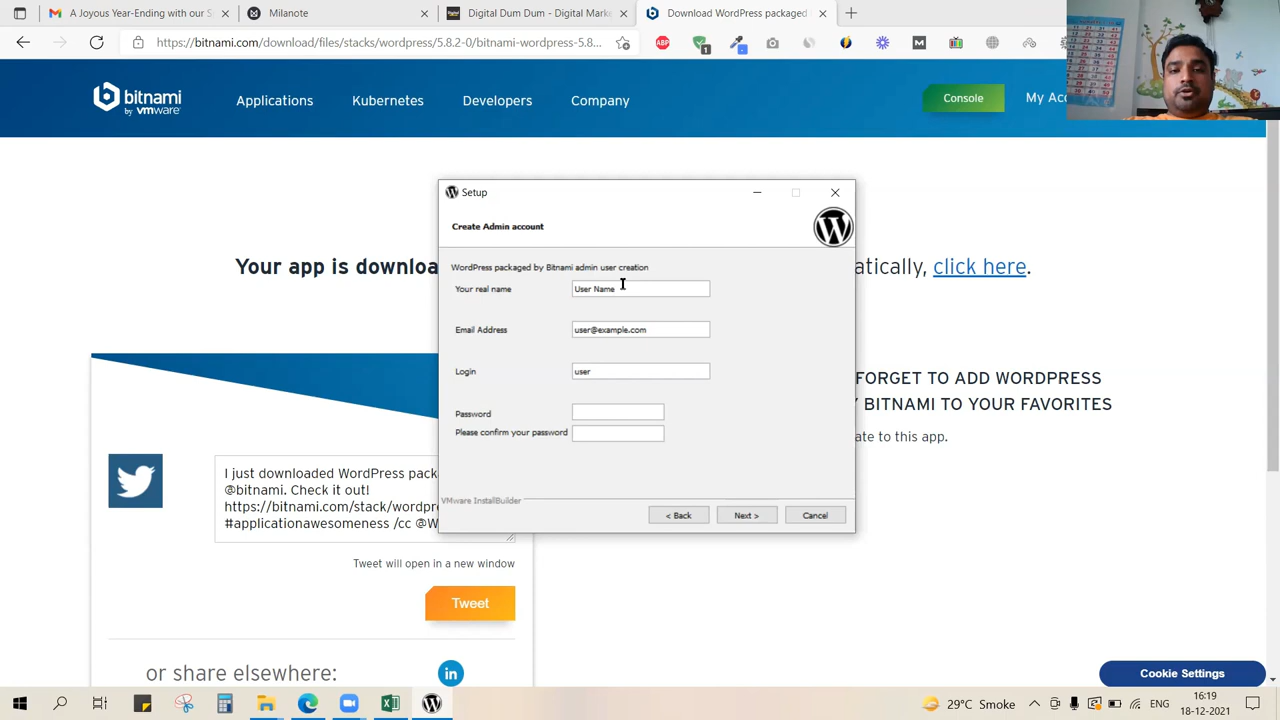 A Joyous Year-Ending with our S
Milanote
Digital Dum Dum - Digital Marke
Download WordPress packaged
https://bitnami.com/download/files/stack
press/5.8.2-0/bitnami-wordpress-5.8...
bitnami
by vmware
Applications
Kubernetes
Developers
Company
Console
My Acc
Your app is downloa
atically, click here.
Setup
Create Admin account
WordPress packaged by Bitnami admin user creation
Your real name
User Name
Email Address
user@example.com
Login
user
Password
Please confirm your password
VMware InstallBuilder
< Back
Next >
Cancel
FORGET TO ADD WORDPRESS
Y BITNAMI TO YOUR FAVORITES
ate to this app.
I just downloaded WordPress pack
@bitnami. Check it out!
https://bitnami.com/stack/wordpre
#applicationawesomeness /cc @W
Tweet will open in a new window
Tweet
or share elsewhere:
in
Cookie Settings
29°C Smoke
ENG
16:19
18-12-2021